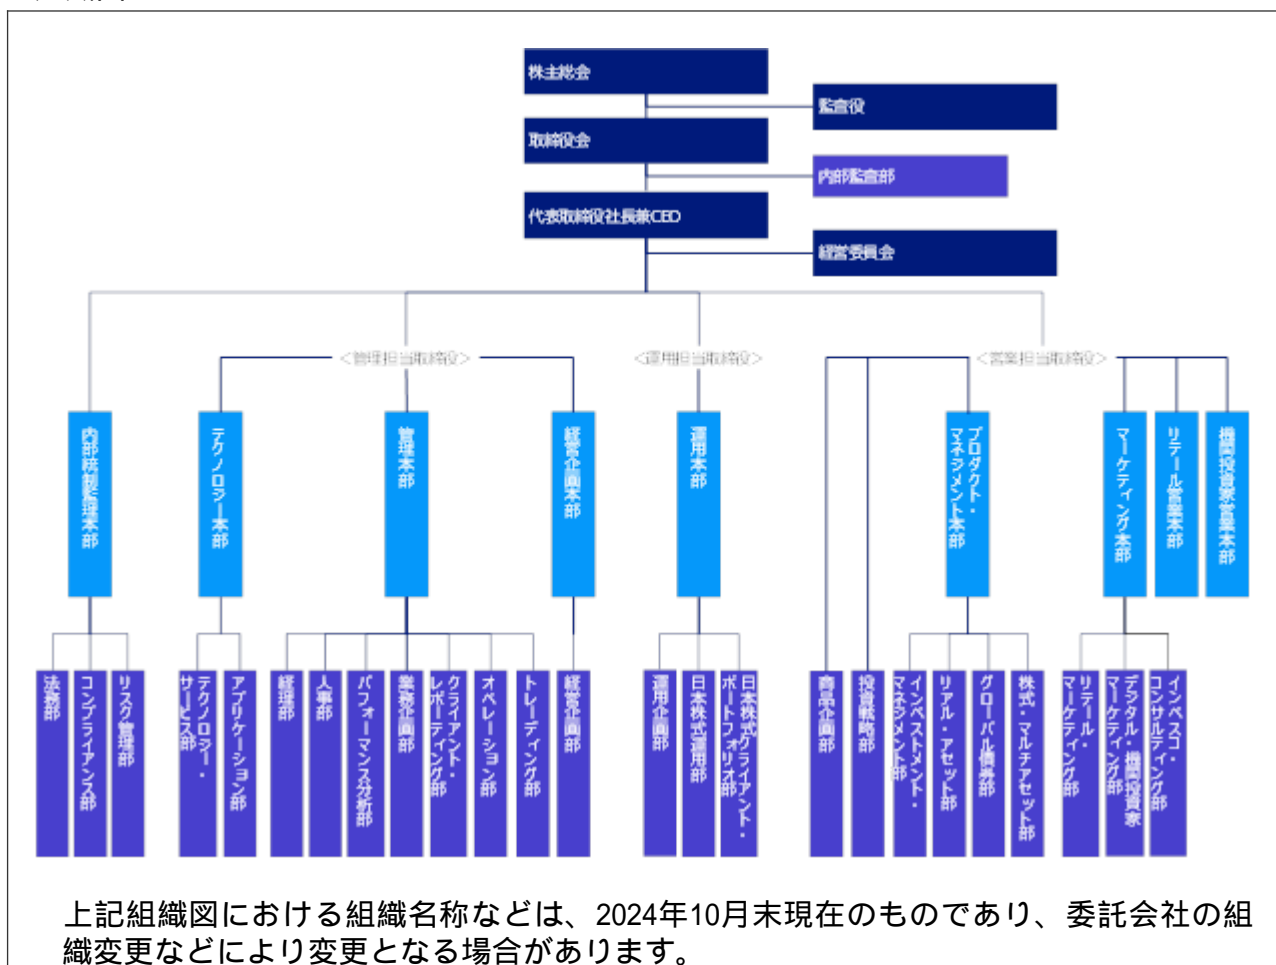 株主総会
監査役
取締役会
内部監査部
代表取締役社長兼CEO
経営委員会
<管理担当取締役>
<運用担当取締役>
<営業担当取締役>
内部統制監理本部
テクノロジー本部
管理本部
経営企画本部
運用本部
プロダクト・
マネジメント本部
マーケティング本部
リテール営業本部
機関投資家営業本部
法務部
コンプライアンス部
リスク管理部
テクノロジー・
サービス部
アプリケーション部
経理部
人事部
パフォーマンス分析部
業務企画部
クライアント・
レポーティング部
オペレーション部
トレーディング部
経営企画部
運用企画部
日本株式運用部
日本株式クライアント・
ポートフォリオ部
商品企画部
投資戦略部
インベストメント・
マネジメント部
リアル・アセット部
グローバル債券部
株式・マルチアセット部
リテール・
マーケティング部
デジタル・機関投資家
マーケティング部
インベスコ・
コンサルティング部
上記組織図における組織名称などは、2024年10月末現在のものであり、委託会社の組
織変更などにより変更となる場合があります。